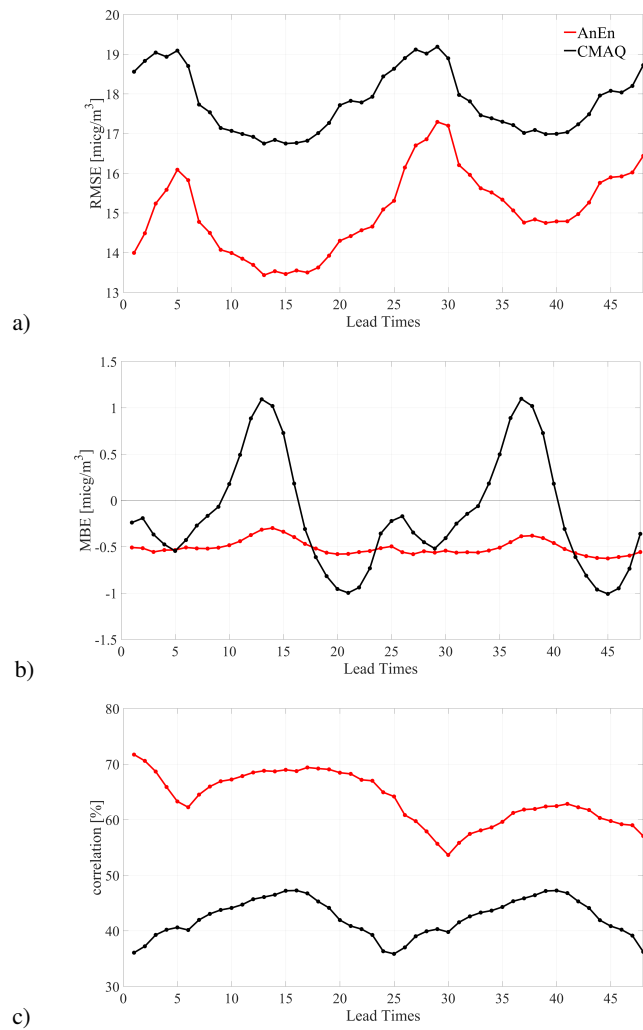 AnEn
CMAQ
20
19
18
17
16
15
14
13
RMSE [micg/m³]
0 5 10 15 20 25 30 35 40 45
Lead Times
a)
1.5
1
0.5
0
-0.5
-1
-1.5
MBE [micg/m³]
0 5 10 15 20 25 30 35 40 45
Lead Times
b)
80
70
60
50
40
30
correlation [%]
0 5 10 15 20 25 30 35 40 45
Lead Times
c)